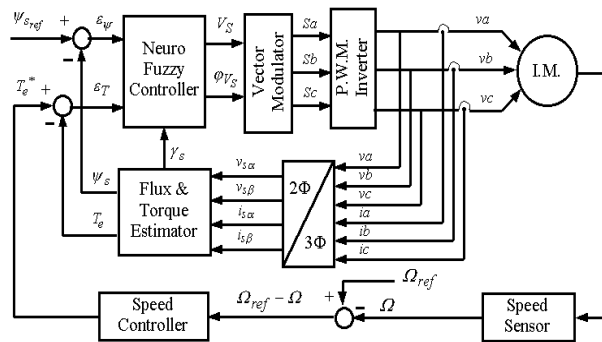 ψs_ref + − εψ
Te* + − εT
Neuro
Fuzzy
Controller
VS
φVS
Vector
Modulator
Sa
Sb
Sc
P.W.M.
Inverter
va
vb
vc
I.M.
γs
ψs
Te
Flux &
Torque
Estimator
vsα
vsβ
isα
isβ
2Φ
3Φ
va
vb
vc
ia
ib
ic
Speed
Controller
Ωref − Ω
+
−
Ωref
Ω
Speed
Sensor